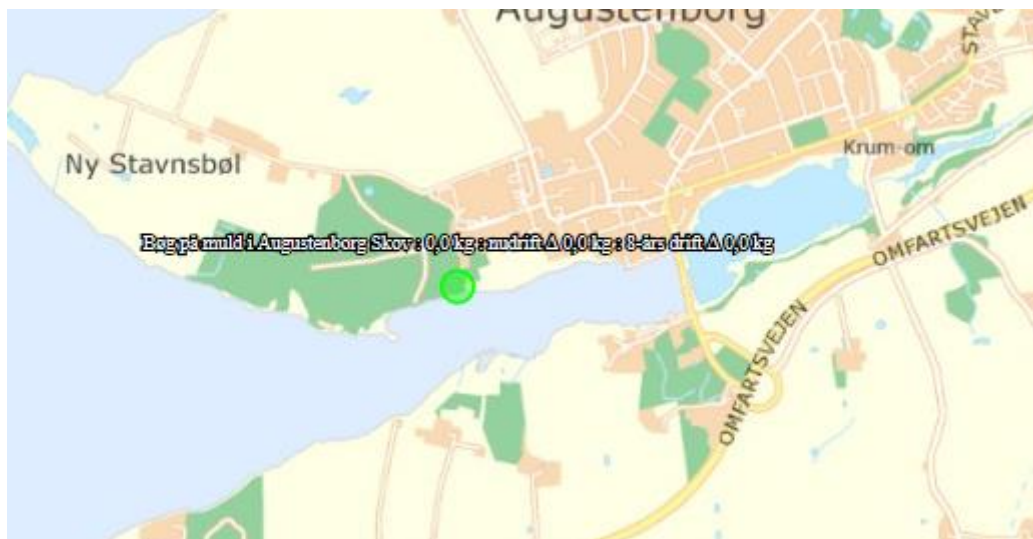 Augustenborg
STAV
Krum-om
Ny Stavnsbøl
Bøg på muld i Augustenborg Skov : 0,0 kg : nudrift Δ 0,0 kg : 8-års drift Δ 0,0 kg
OMFARTSVEJEN
OMFARTSVEJEN